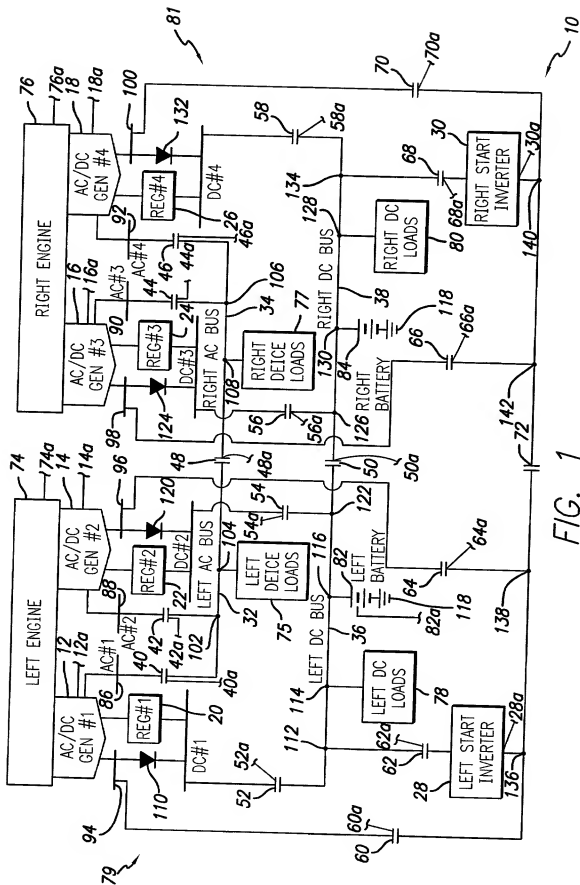 79
LEFT ENGINE
74
74a
RIGHT ENGINE
76
76a
81
12
12a
AC/DC GEN #1
14
14a
AC/DC GEN #2
16
16a
AC/DC GEN #3
18
18a
AC/DC GEN #4
94
96
98
100
86
AC#1
88
AC#2
90
AC#3
92
AC#4
110
REG#1
20
120
REG#2
22
124
REG#3
24
132
REG#4
26
DC#1
DC#2
DC#3
DC#4
40
40a
42
42a
44
44a
46
46a
102
104
LEFT AC BUS
32
48
48a
RIGHT AC BUS
34
106
108
LEFT DEICE LOADS
75
RIGHT DEICE LOADS
77
52
52a
54
54a
56
56a
58
58a
112
114
LEFT DC BUS
36
116
122
50
50a
126
130
RIGHT DC BUS
38
128
134
LEFT DC LOADS
78
82
LEFT BATTERY
82a
118
84
RIGHT BATTERY
118
RIGHT DC LOADS
80
60
60a
62
62a
64
64a
66
66a
68
68a
70
70a
28
LEFT START INVERTER
28a
RIGHT START INVERTER
30
30a
136
138
72
142
140
10
FIG. 1